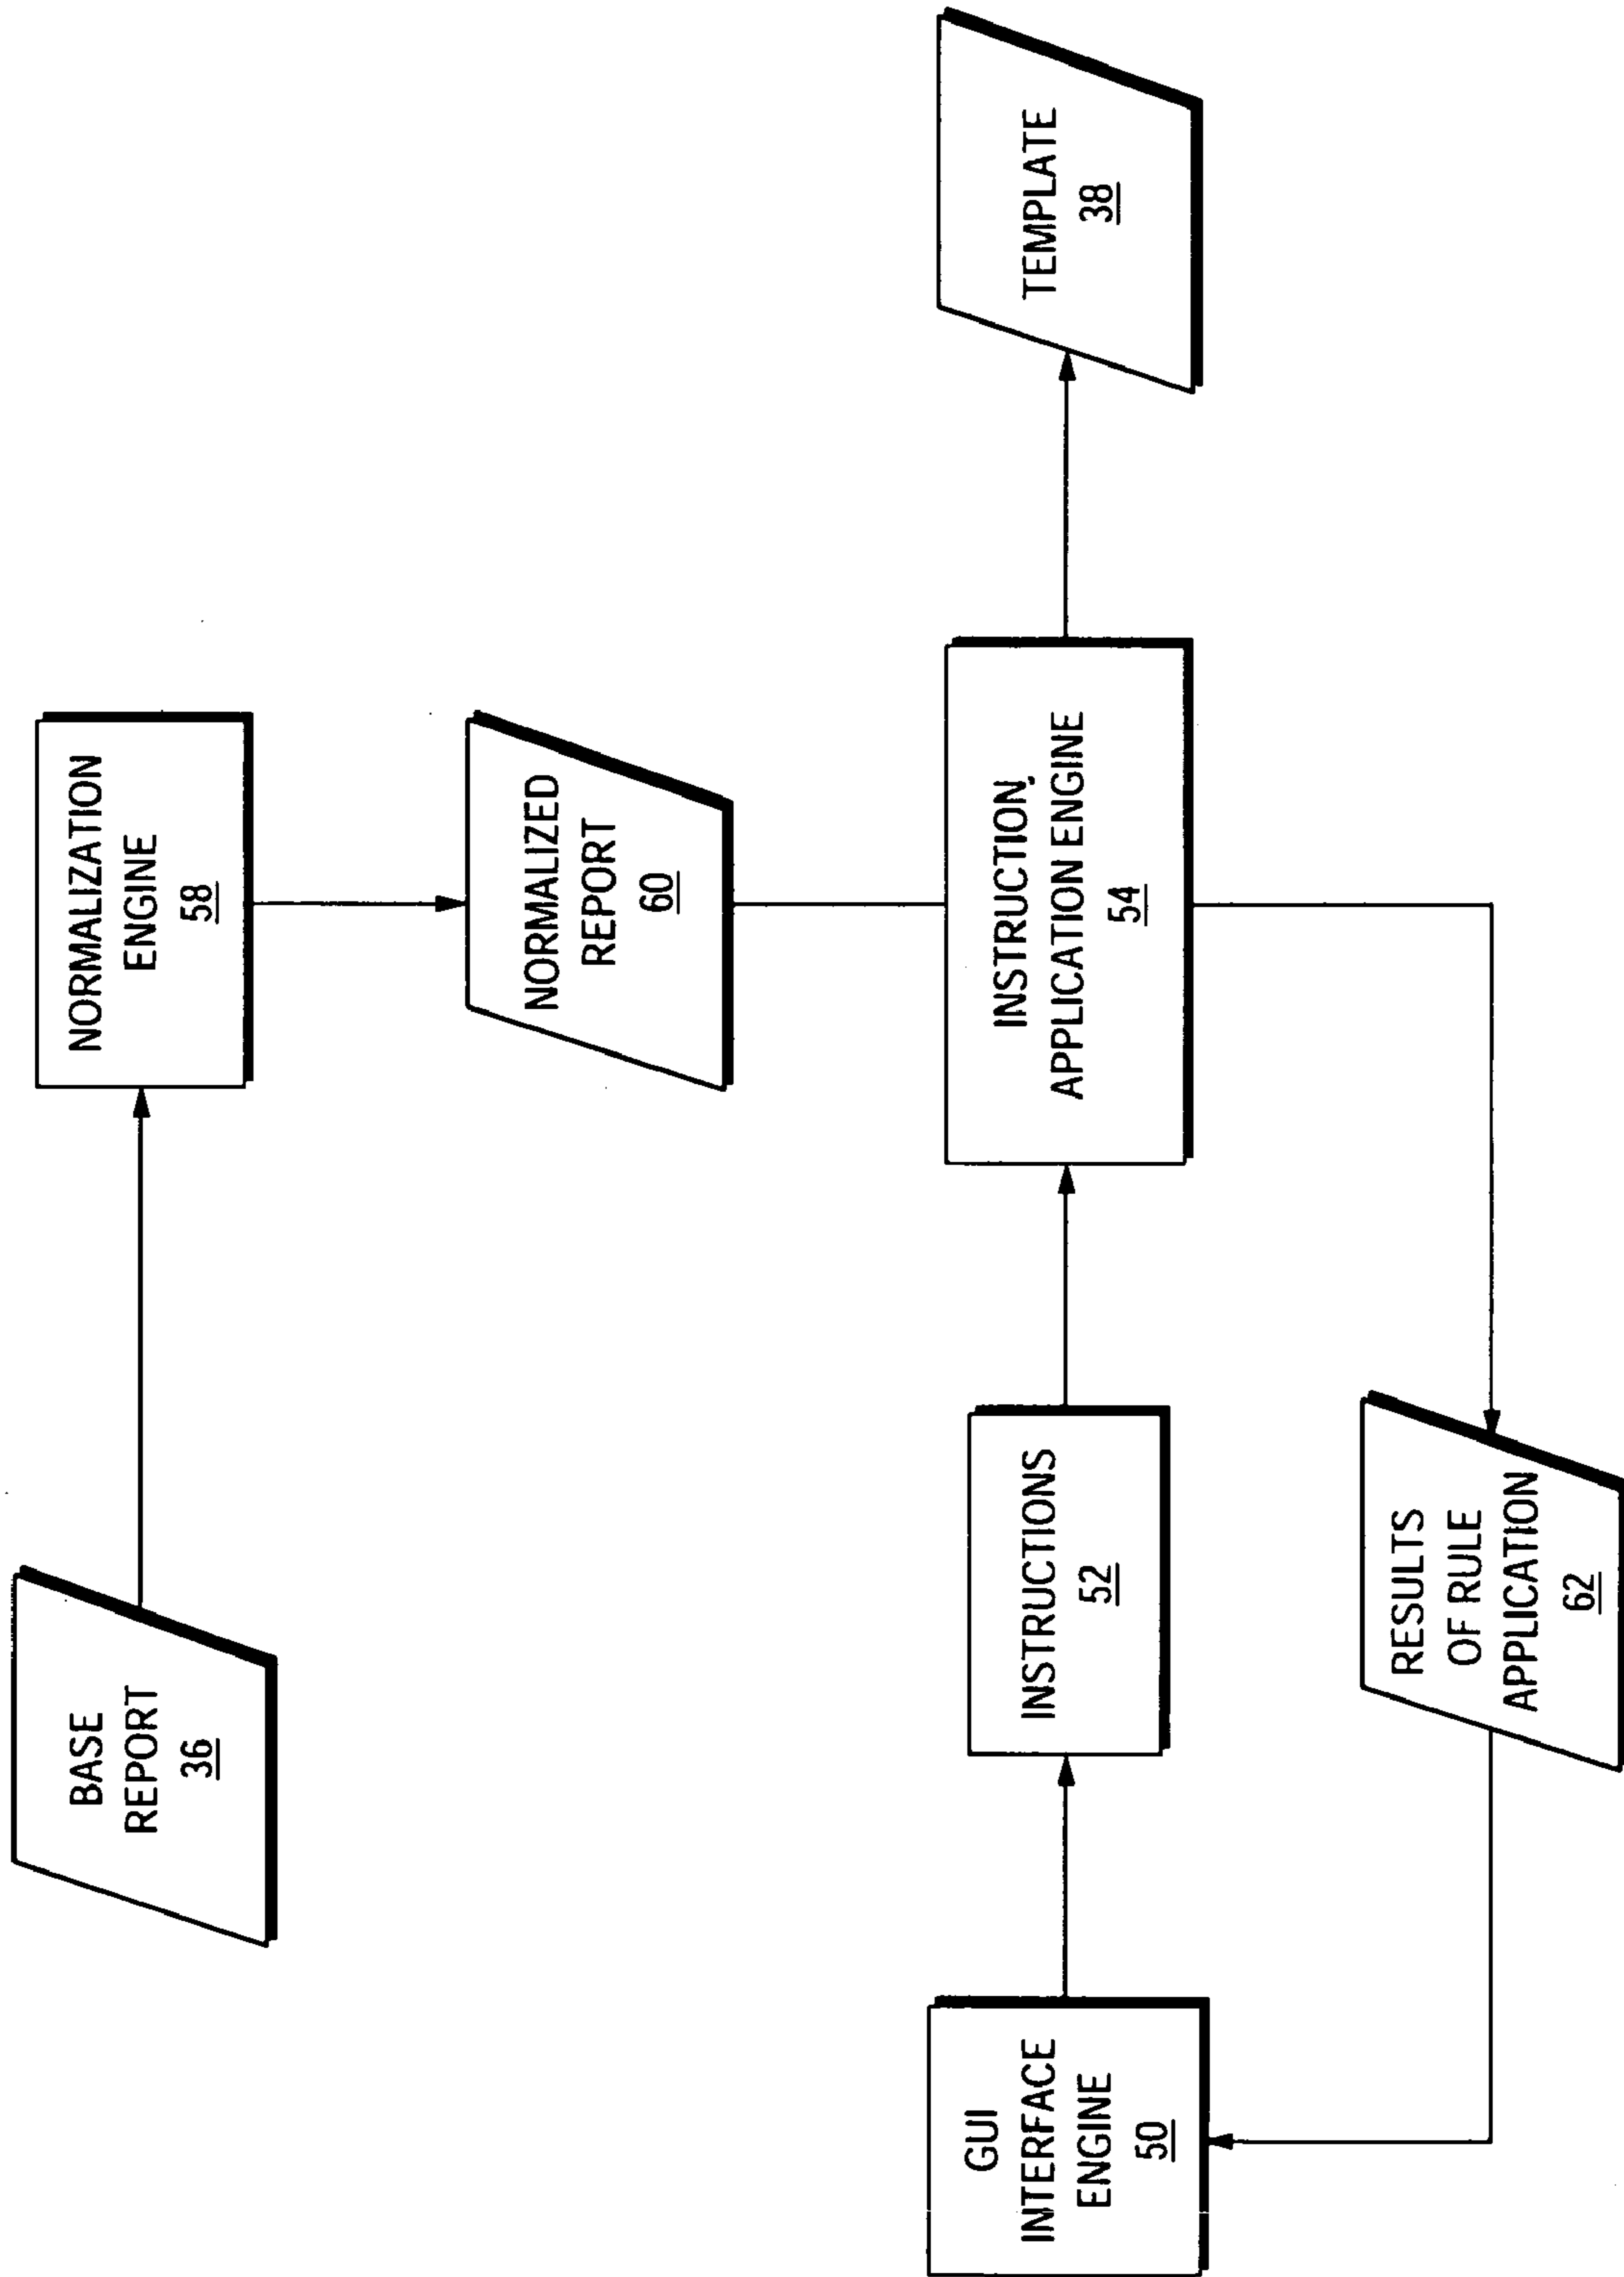 BASE
REPORT
36
NORMALIZATION
ENGINE
58
NORMALIZED
REPORT
60
GUI
INTERFACE
ENGINE
50
INSTRUCTIONS
52
INSTRUCTION
APPLICATION ENGINE
54
TEMPLATE
38
RESULTS
OF RULE
APPLICATION
62